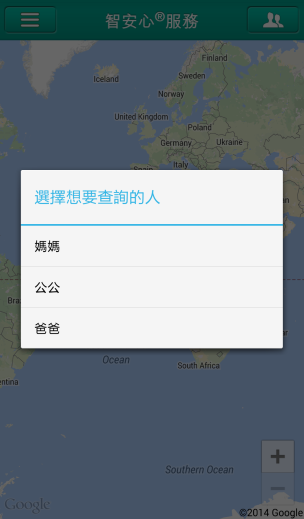 智安心®服務
Finland
Iceland
Sweden
Norway
United Kingdom
Poland
Germany
Ukraine
Italy
選擇想要查詢的人
媽媽
公公
爸爸
Ocean
South Africa
Southern Ocean
Google
©2014 Google